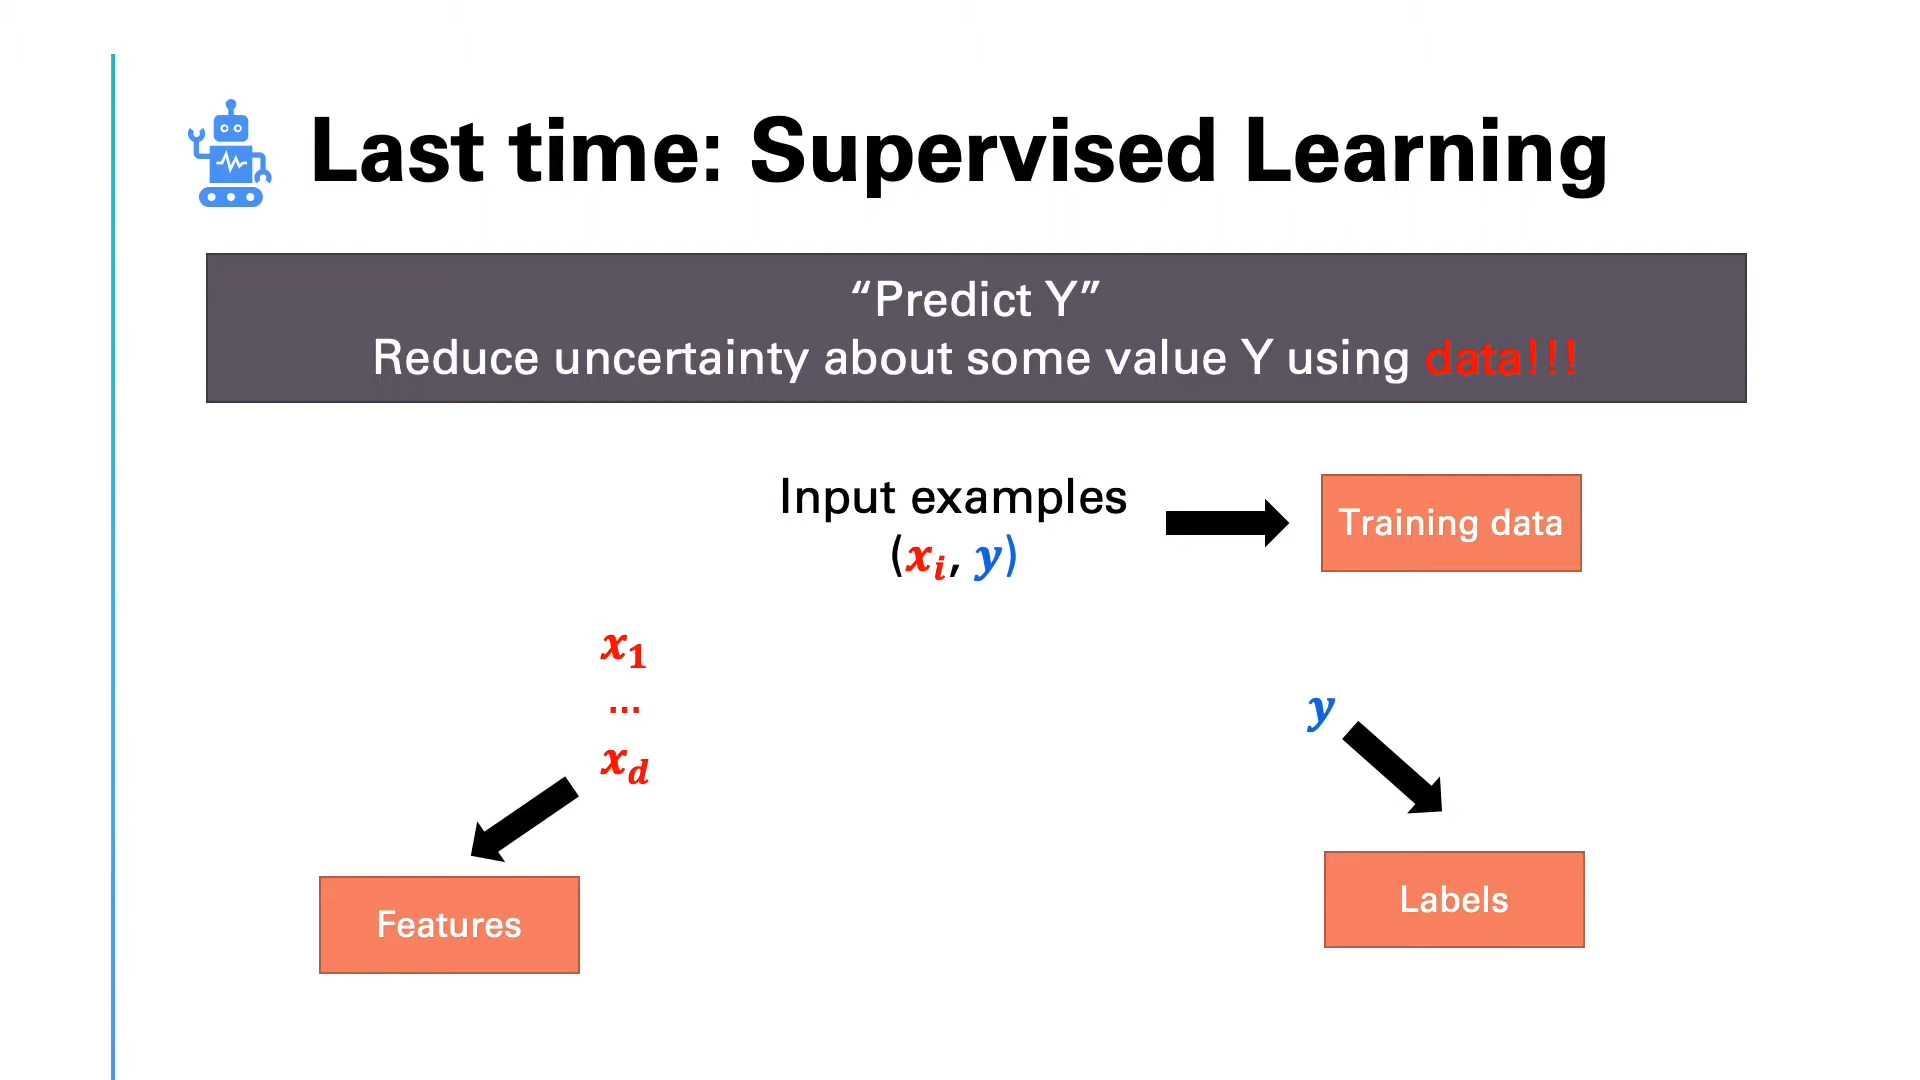 Last time: Supervised Learning
“Predict Y”
Reduce uncertainty about some value Y using data!!!
Input examples
(xᵢ, y)
Training data
x₁
...
x_d
y
Features
Labels